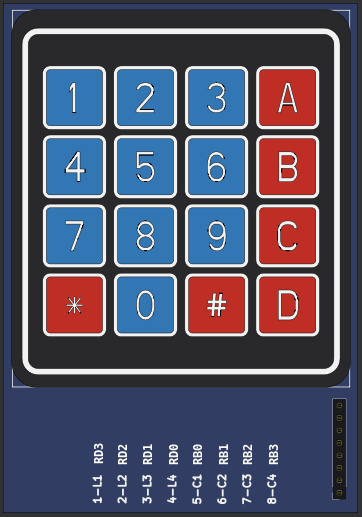 1 2 3 A
4 5 6 B
7 8 9 C
* 0 # D
1-L1 RD3
2-L2 RD2
3-L3 RD1
4-L4 RD0
5-C1 RB0
6-C2 RB1
7-C3 RB2
8-C4 RB3